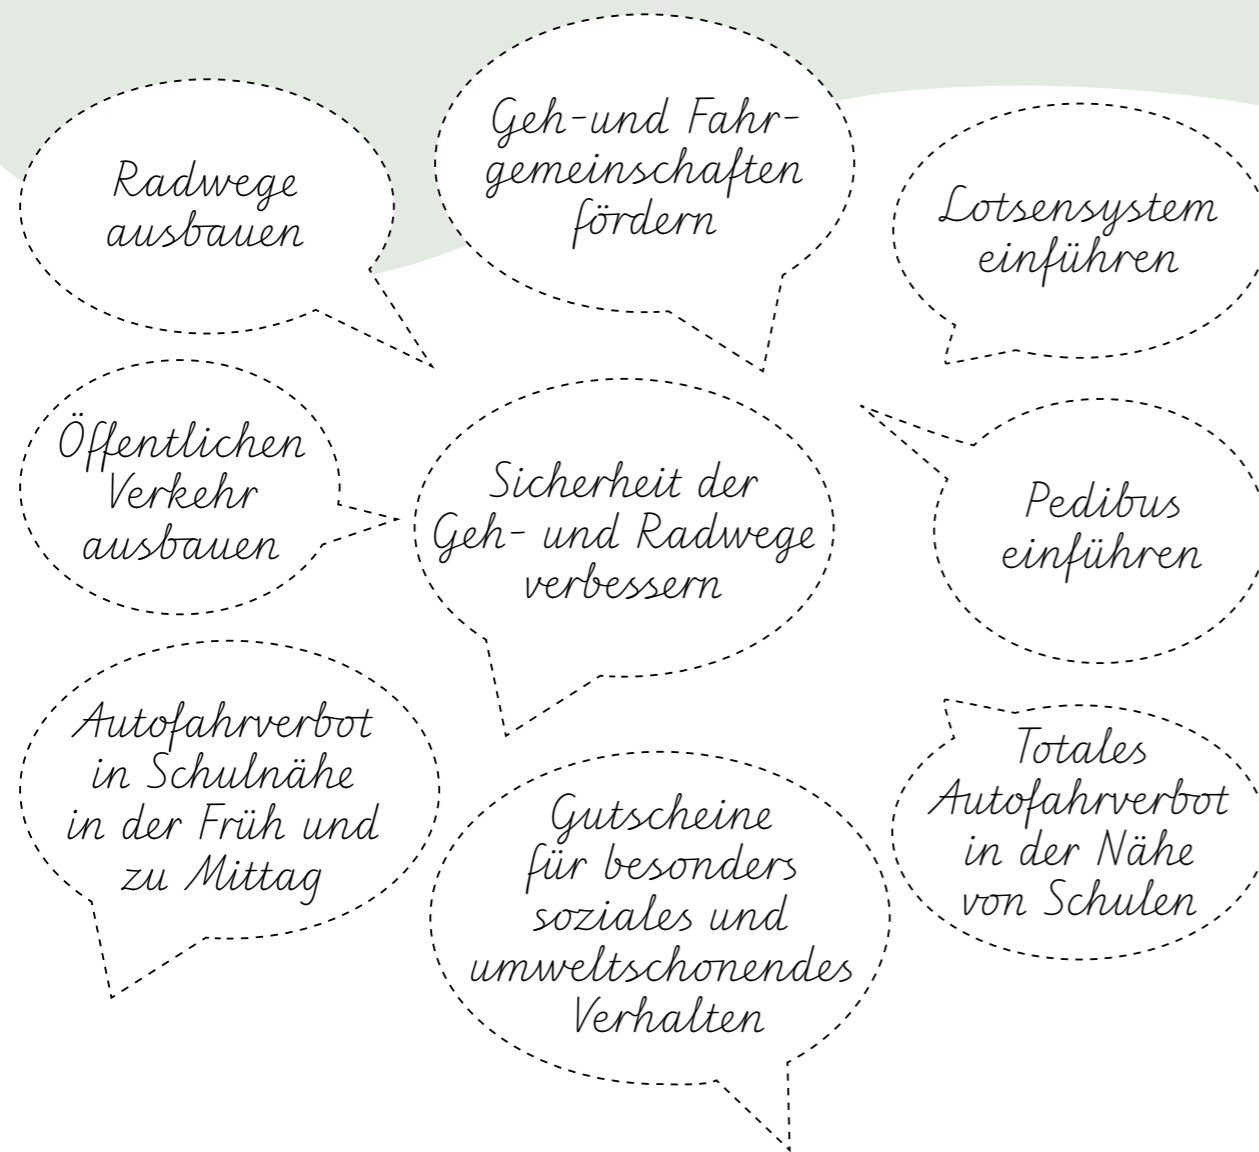 Radwege
ausbauen
Geh-und Fahr-
gemeinschaften
fördern
Lotsensystem
einführen
Öffentlichen
Verkehr
ausbauen
Sicherheit der
Geh- und Radwege
verbessern
Pedibus
einführen
Autofahrverbot
in Schulnähe
in der Früh und
zu Mittag
Gutscheine
für besonders
soziales und
umweltschonendes
Verhalten
Totales
Autofahrverbot
in der Nähe
von Schulen